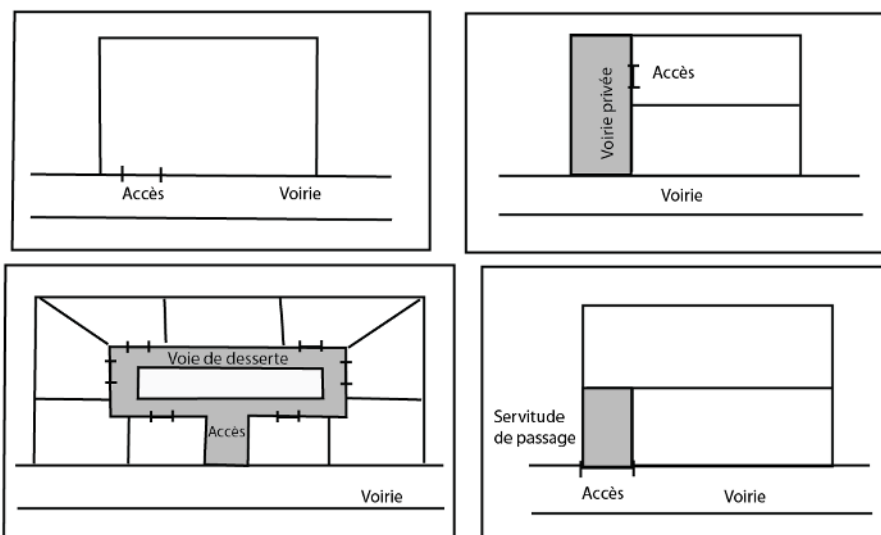 Accès
Voirie
Voirie privée
Accès
Voirie
Voie de desserte
Accès
Voirie
Servitude
de passage
Accès
Voirie